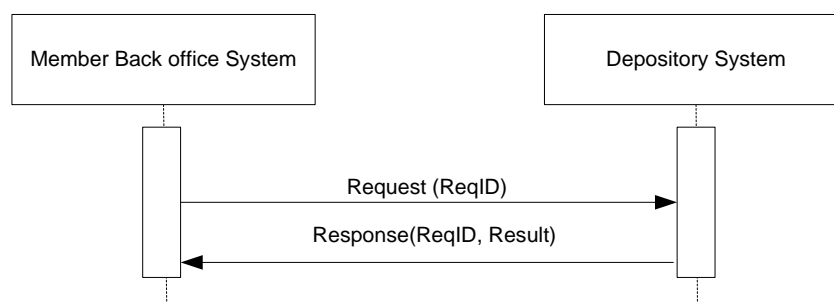 Member Back office System
Depository System
Request (ReqID)
Response(ReqID, Result)